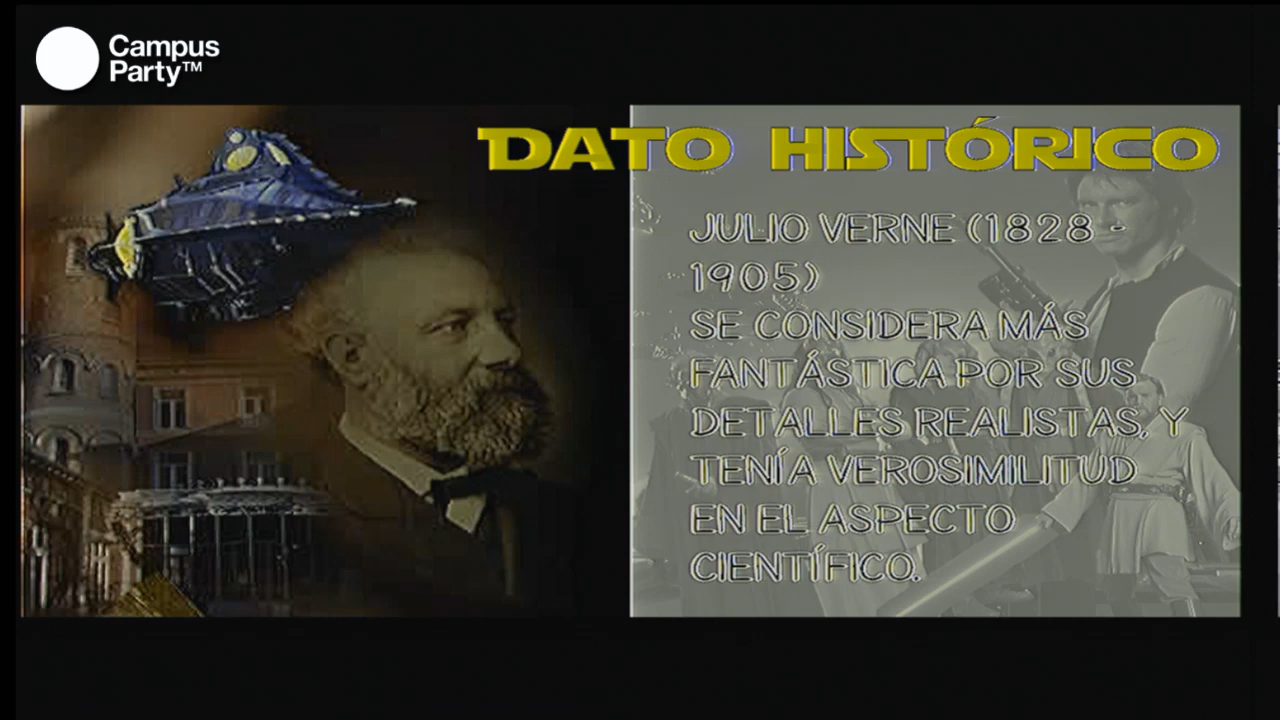 Campus
Party™
DATO HISTÓRICO
JULIO VERNE (1828 -
1905)
SE CONSIDERA MÁS
FANTÁSTICA POR SUS
DETALLES REALISTAS, Y
TENÍA VEROSIMILITUD
EN EL ASPECTO
CIENTÍFICO.